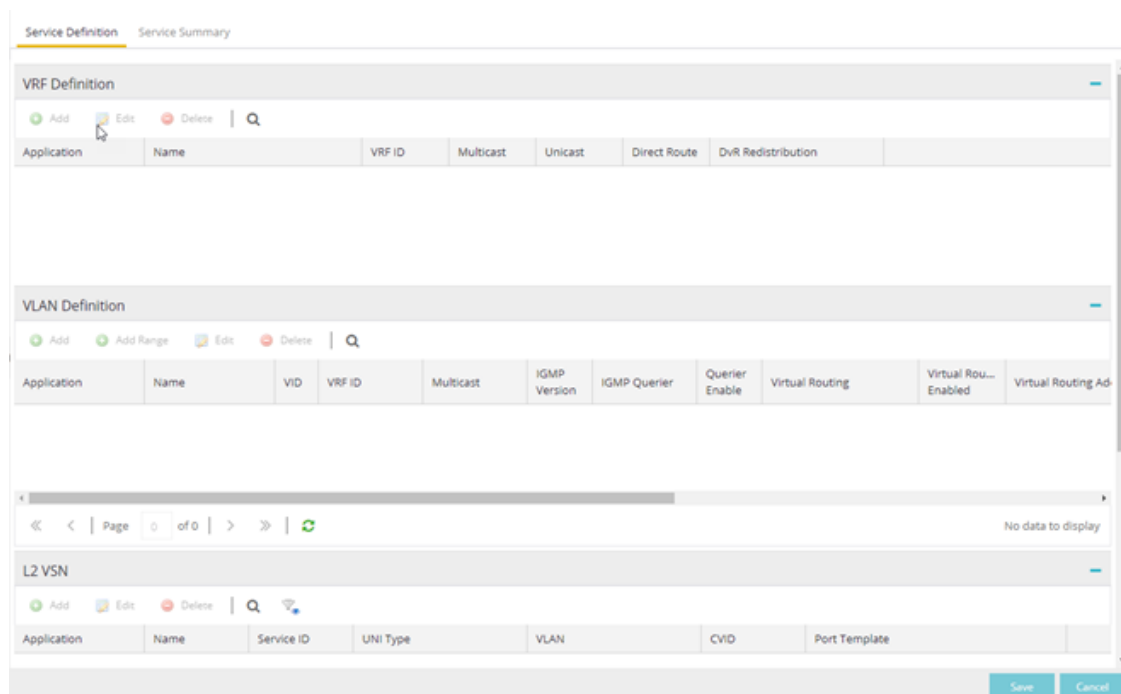 Service Definition Service Summary
VRF Definition
Add Edit Delete
Application Name VRF ID Multicast Unicast Direct Route DvR Redistribution
VLAN Definition
Add Add Range Edit Delete
Application Name VID VRF ID Multicast IGMP Version IGMP Querier Querier Enable Virtual Routing Virtual Rou... Enabled Virtual Routing Ad
Page 0 of 0 No data to display
L2 VSN
Add Edit Delete
Application Name Service ID UNI Type VLAN CVID Port Template
Save Cancel